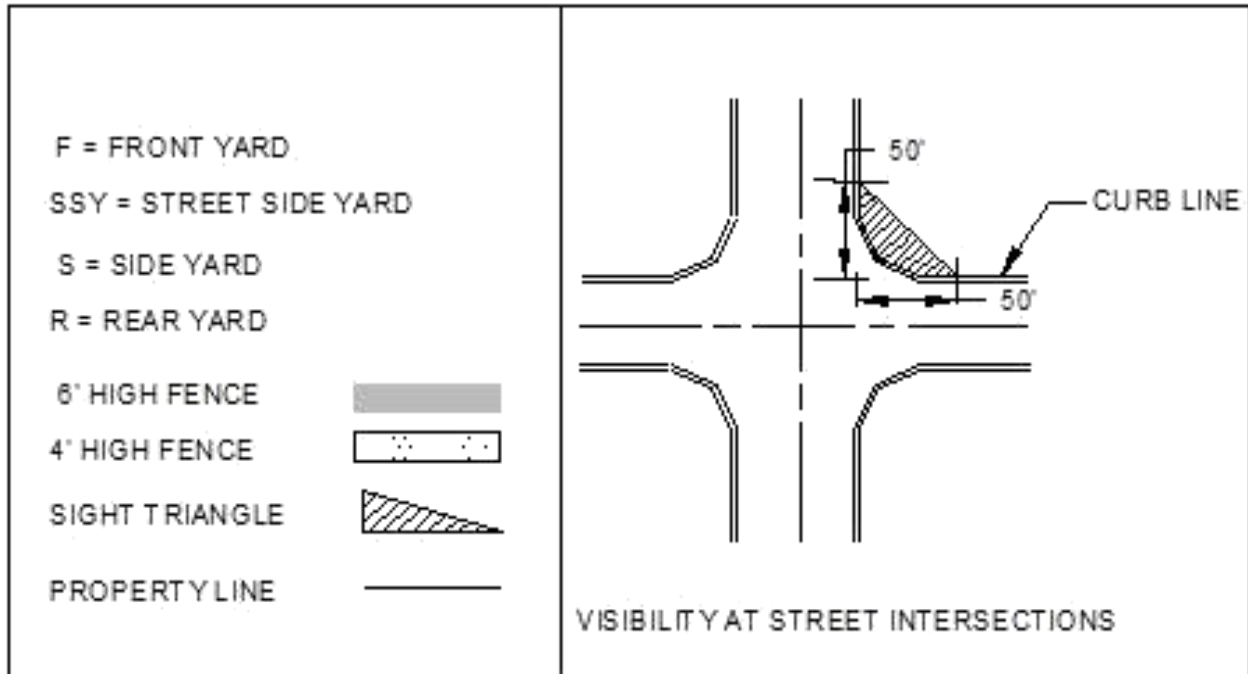 F = FRONT YARD
SSY = STREET SIDE YARD
S = SIDE YARD
R = REAR YARD
6' HIGH FENCE
4' HIGH FENCE
SIGHT TRIANGLE
PROPERTY LINE
50'
CURB LINE
50'
VISIBILITY AT STREET INTERSECTIONS